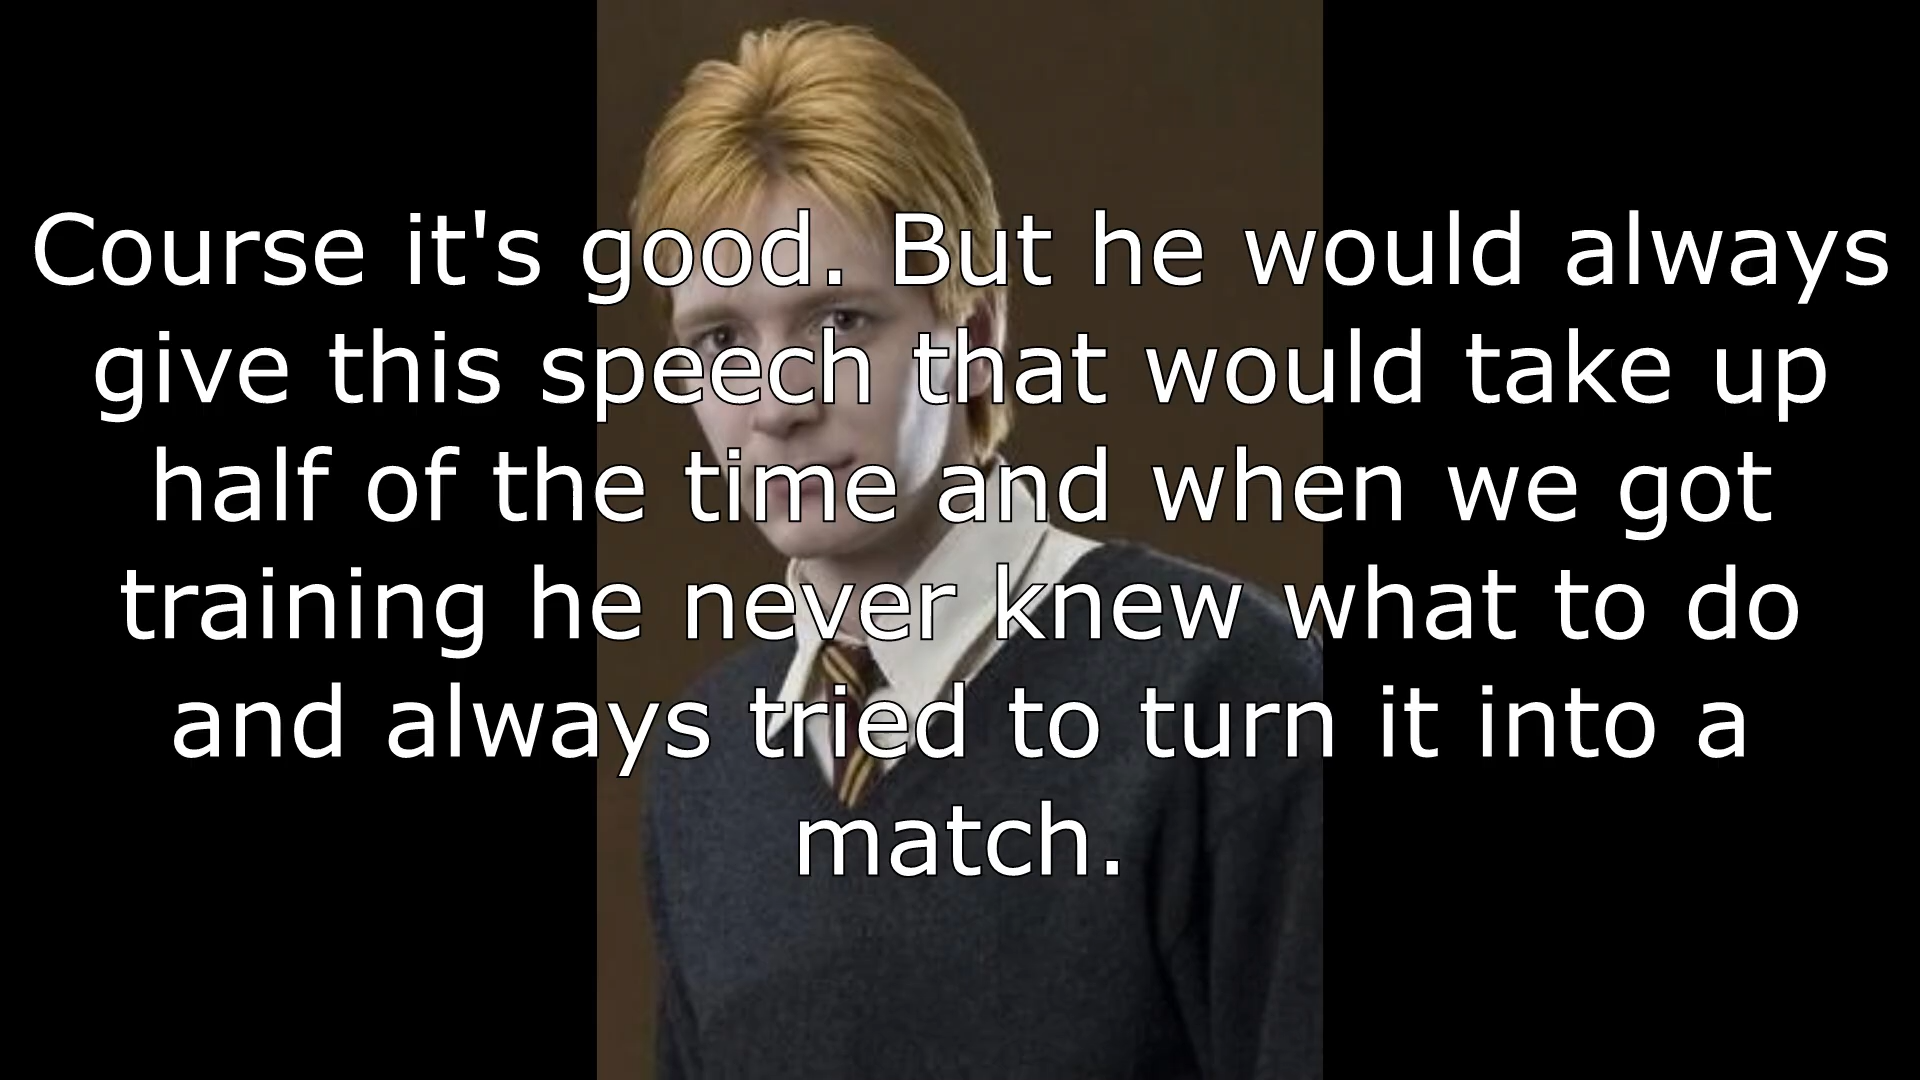 Course it's good. But he would always
give this speech that would take up
half of the time and when we got
training he never knew what to do
and always tried to turn it into a
match.